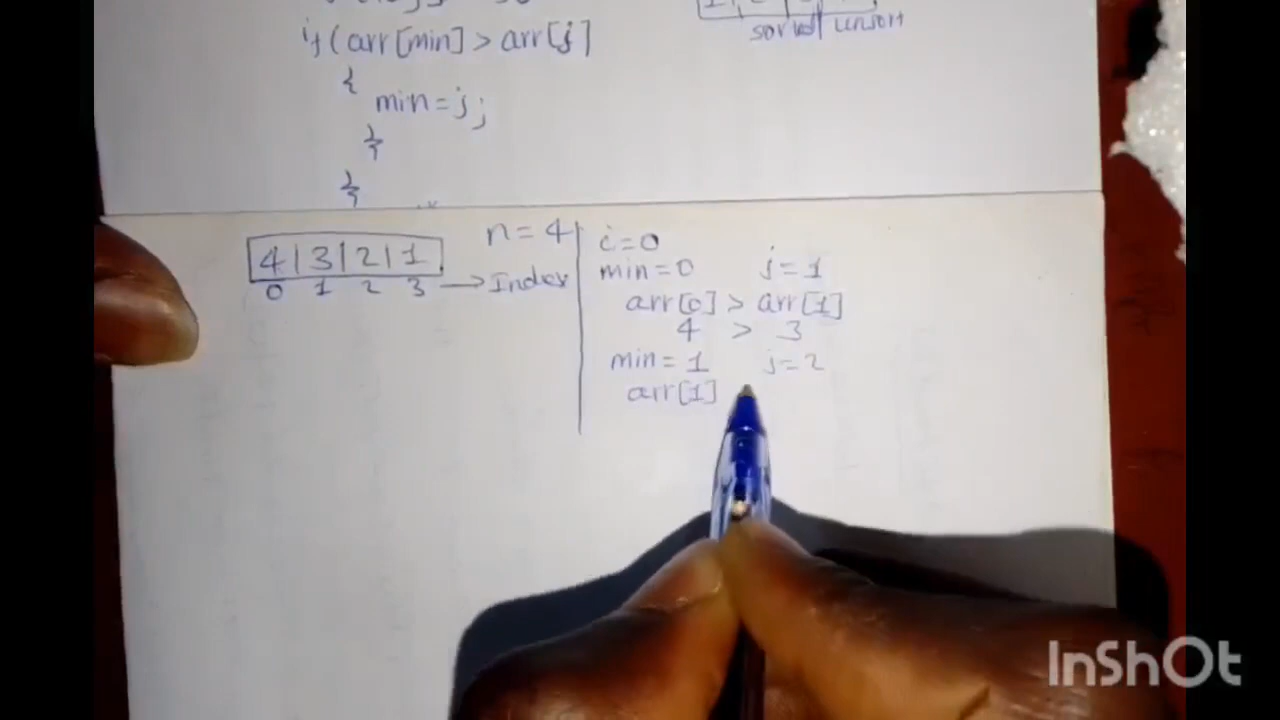 if (arr[min] > arr[j]
{
min = j;
}
}
sorted unsort
4 | 3 | 2 | 1
0 1 2 3 → Index
n = 4
i = 0
min = 0 j = 1
arr[0] > arr[1]
4 > 3
min = 1 j = 2
arr[1]
InShOt